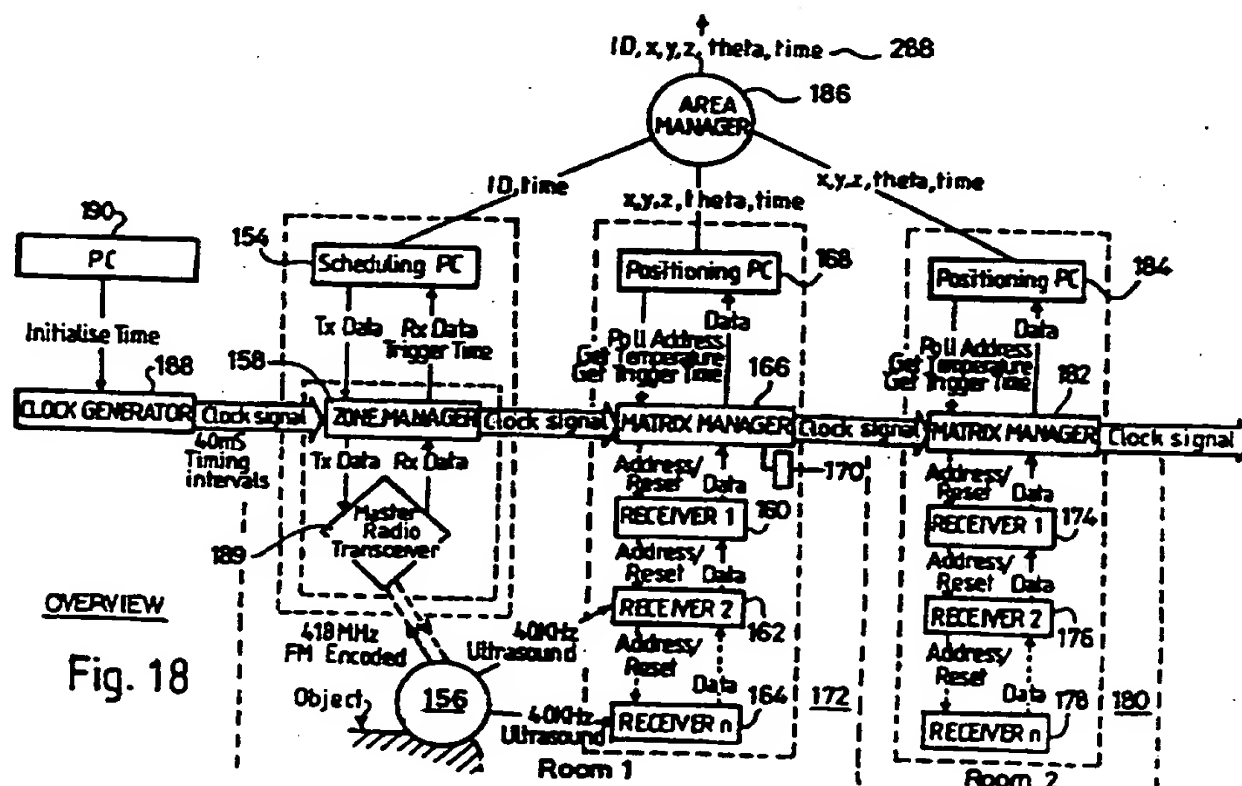 ID, x,y,z, theta, time 288
AREA MANAGER 186
ID, time
x,y,z, theta, time
x,y,z, theta, time
190
PC
Initialise Time
188
CLOCK GENERATOR
Clock signal
40mS
Timing
intervals
154
Scheduling PC
Tx Data
Rx Data
Trigger Time
158
ZONE MANAGER
Clock signal
Tx Data
Rx Data
Master
Radio
Transceiver
189
418MHz
FM Encoded
Object
156
40KHz
Ultrasound
40KHz
Ultrasound
Positioning PC 168
Poll Address
Get Temperature
Get Trigger Time
Data
166
MATRIX MANAGER
Clock signal
170
Address/
Reset
Data
RECEIVER 1 160
Address/
Reset
Data
RECEIVER 2 162
Address/
Reset
Data
RECEIVER n 164
172
Room 1
Positioning PC 184
Poll Address
Get Temperature
Get Trigger Time
Data
182
MATRIX MANAGER
Clock signal
Address/
Reset
Data
RECEIVER 1 174
Address/
Reset
Data
RECEIVER 2 176
Address/
Reset
Data
RECEIVER n 178
180
Room 2
OVERVIEW
Fig. 18